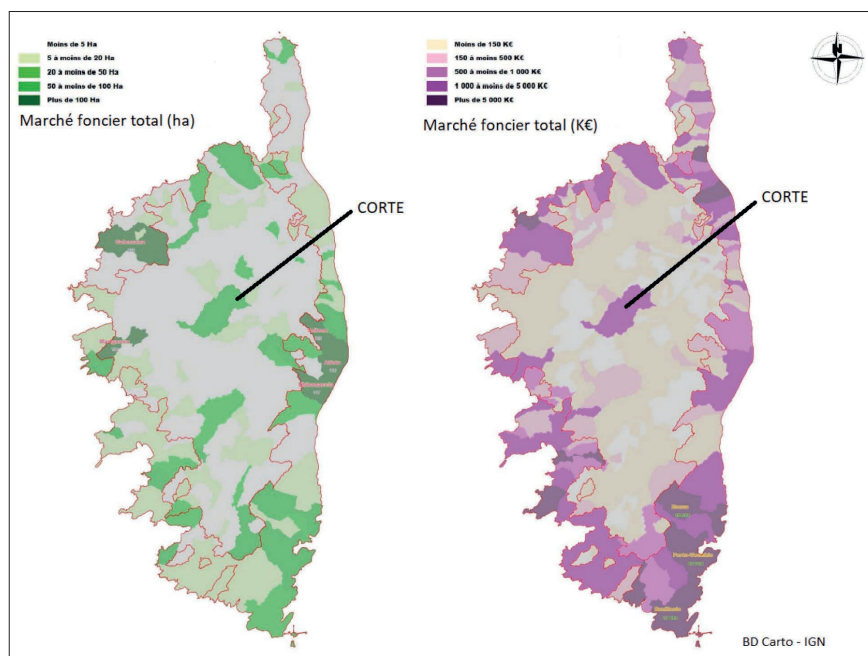 Moins de 5 Ha
5 à moins de 20 Ha
20 à moins de 50 Ha
50 à moins de 100 Ha
Plus de 100 Ha
Marché foncier total (ha)
CORTE
Moins de 150 K€
150 à moins de 500 K€
500 à moins de 1 000 K€
1 000 à moins de 5 000 K€
Plus de 5 000 K€
Marché foncier total (K€)
N
CORTE
BD Carto - IGN